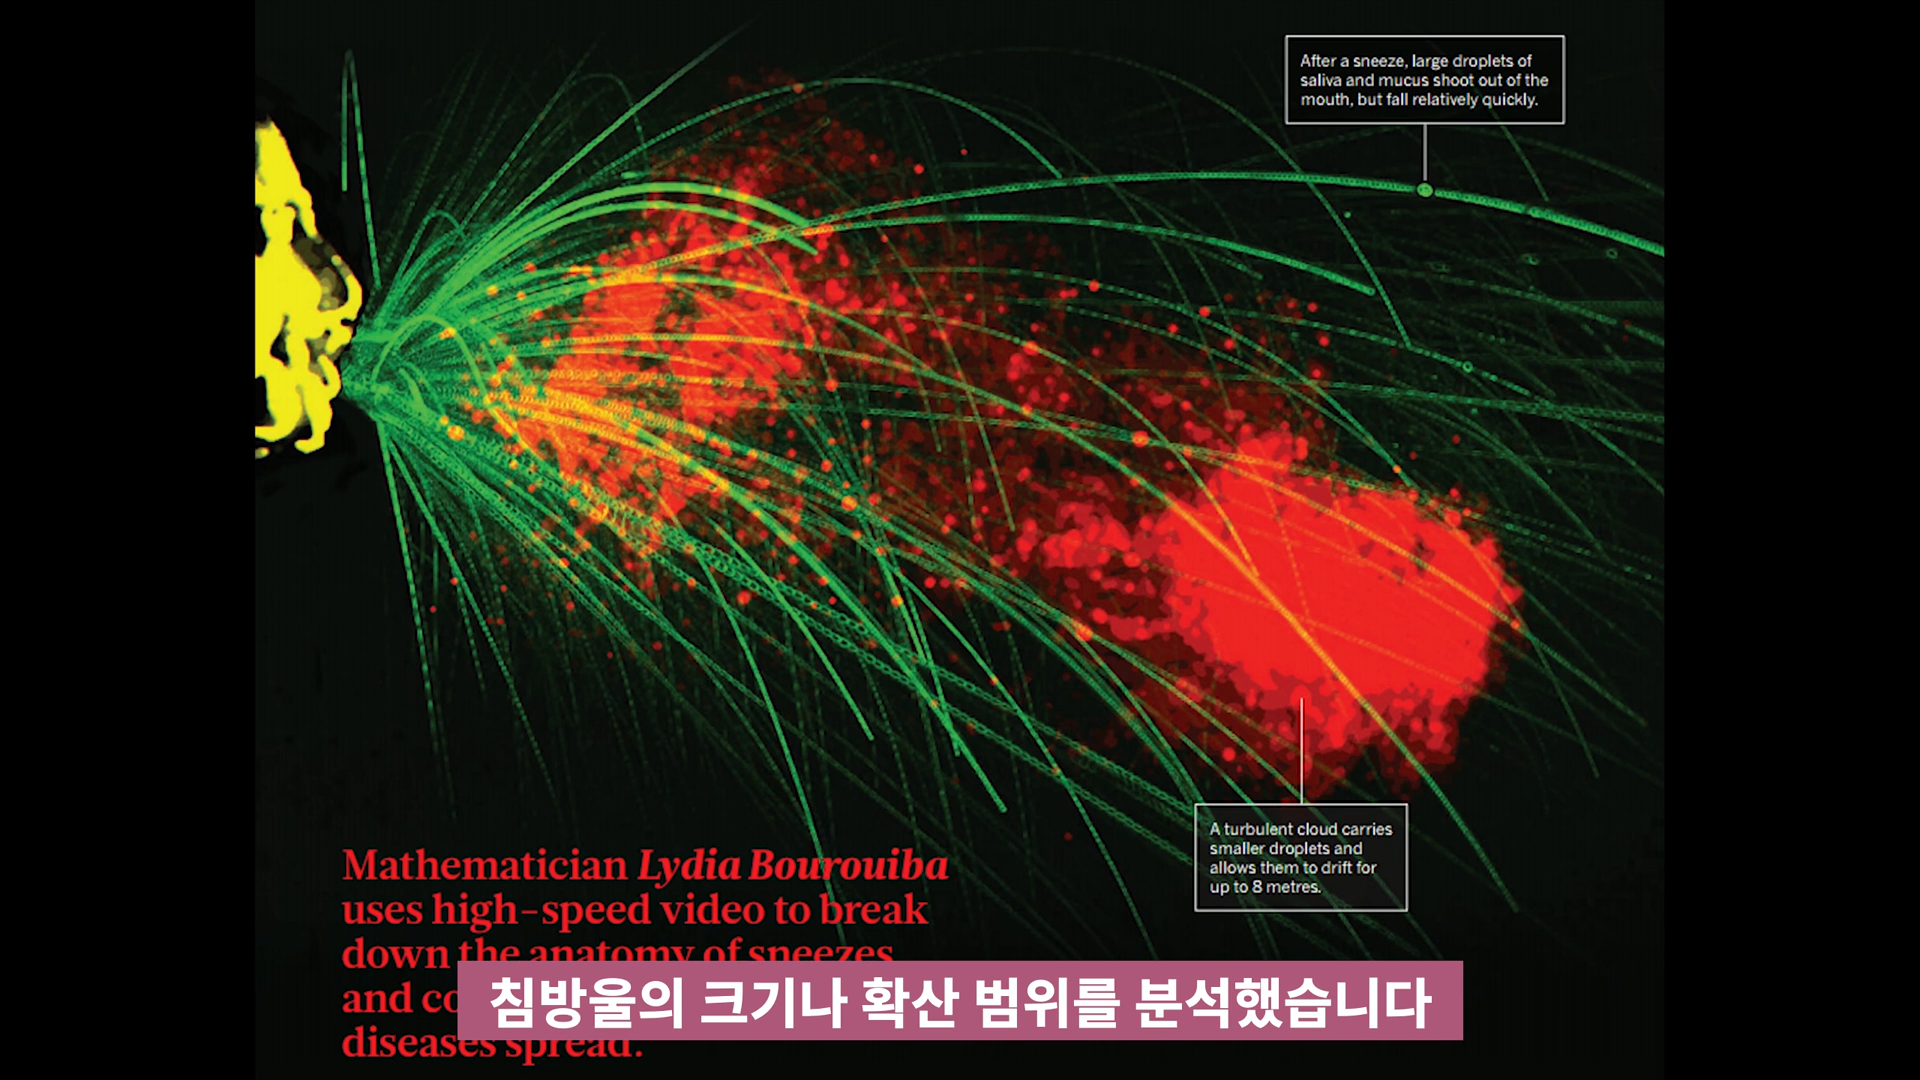 After a sneeze, large droplets of
saliva and mucus shoot out of the
mouth, but fall relatively quickly.
A turbulent cloud carries
smaller droplets and
allows them to drift for
up to 8 metres.
Mathematician Lydia Bourouiba
uses high-speed video to break
down the anatomy of sneezes
and
diseases spread.
침방울의 크기나 확산 범위를 분석했습니다